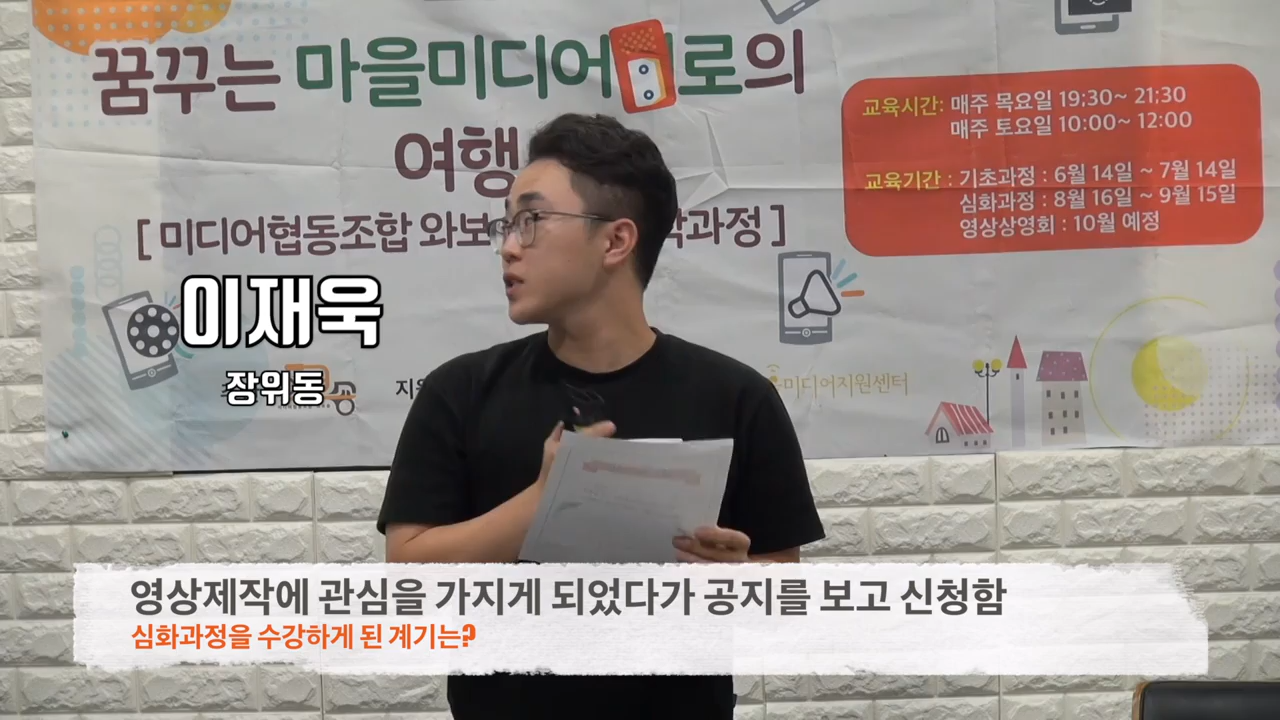 꿈꾸는 마을미디어 로의
여행
[ 미디어협동조합 와보 과정 ]
교육시간: 매주 목요일 19:30~ 21:30
매주 토요일 10:00~ 12:00
교육기간 : 기초과정 : 6월 14일 ~ 7월 14일
심화과정 : 8월 16일 ~ 9월 15일
영상상영회 : 10월 예정
이재욱
장위동
미디어지원센터
영상제작에 관심을 가지게 되었다가 공지를 보고 신청함
심화과정을 수강하게 된 계기는?